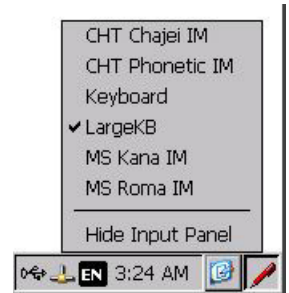 CHT Chajei IM
CHT Phonetic IM
Keyboard
LargeKB
MS Kana IM
MS Roma IM
Hide Input Panel
EN 3:24 AM